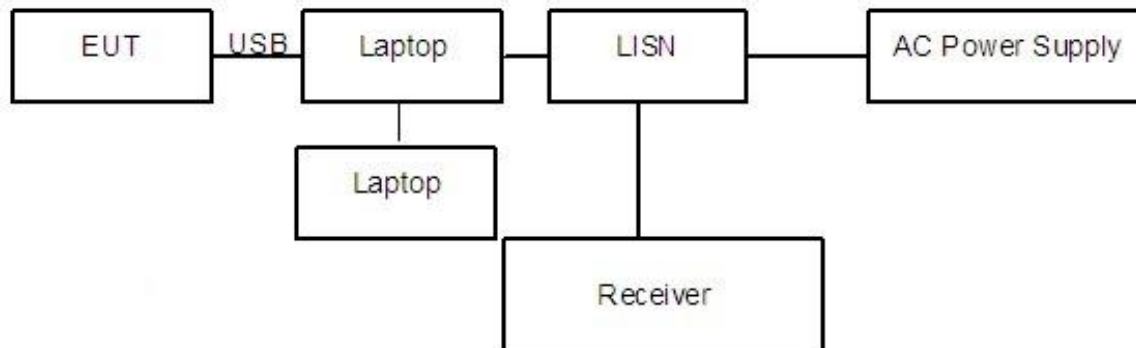 EUT
USB
Laptop
LISN
AC Power Supply
Laptop
Receiver